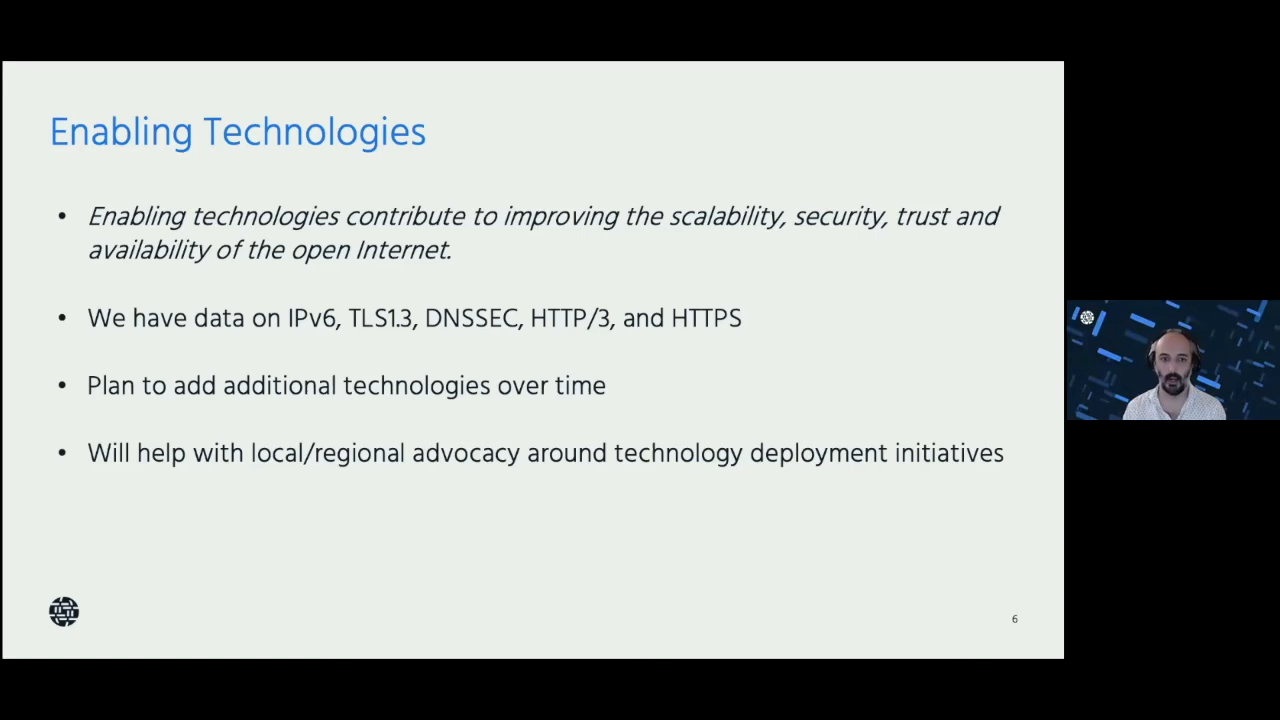 Enabling Technologies
• Enabling technologies contribute to improving the scalability, security, trust and
availability of the open Internet.
• We have data on IPv6, TLS1.3, DNSSEC, HTTP/3, and HTTPS
• Plan to add additional technologies over time
• Will help with local/regional advocacy around technology deployment initiatives
6